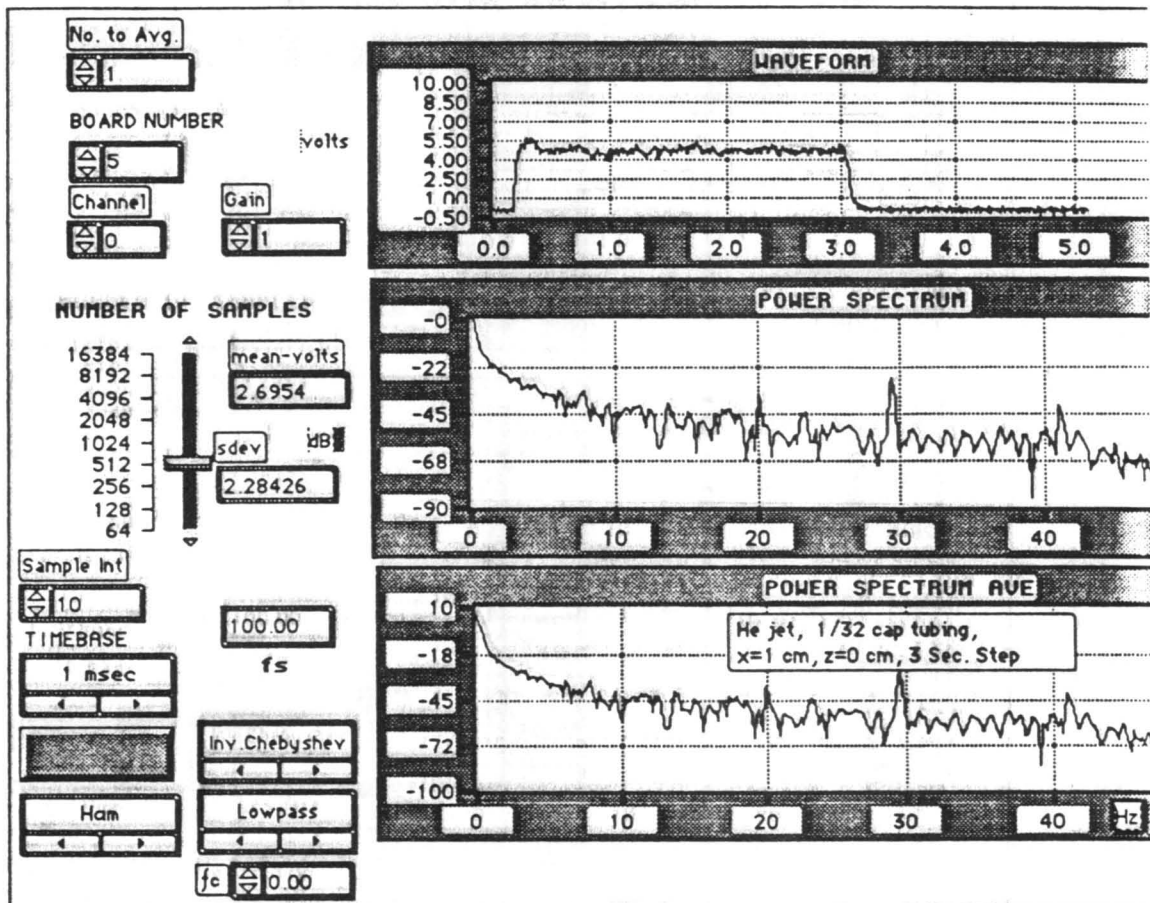 No. to Avg.
1
BOARD NUMBER
5
volts
Channel
0
Gain
1
WAVEFORM
10.00
8.50
7.00
5.50
4.00
2.50
1.00
-0.50
0.0 1.0 2.0 3.0 4.0 5.0
NUMBER OF SAMPLES
16384
8192
4096
2048
1024
512
256
128
64
mean-volts
2.6954
dB
sdev
2.28426
POWER SPECTRUM
-0
-22
-45
-68
-90
0 10 20 30 40
Sample Int
10
TIMEBASE
1 msec
100.00
fs
Ham
Inv.Chebyshev
Lowpass
fc 0.00
POWER SPECTRUM AVE
He jet, 1/32 cap tubing,
x=1 cm, z=0 cm, 3 Sec. Step
10
-18
-45
-72
-100
0 10 20 30 40 Hz